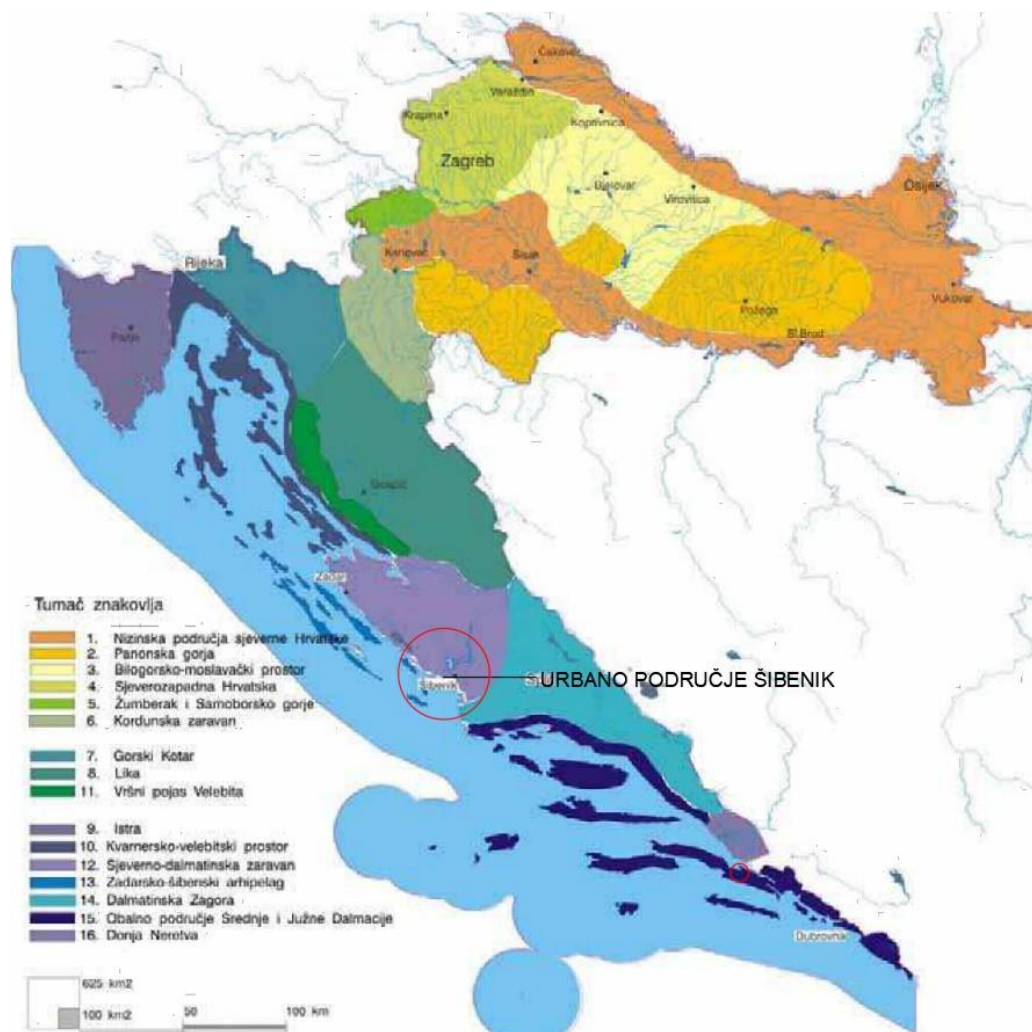 Čakovec
Varaždin
Krapina
Koprivnica
Zagreb
Bjelovar
Virovitica
Osijek
Karlovac
Sisak
Rijeka
Vukovar
Požega
Sl.Brod
Pazin
Gospić
Zadar
Tumač znakovlja
1. Nizinska područja sjeverne Hrvatske
2. Panonska gorja
3. Bilogorsko-moslavački prostor
4. Sjeverozapadna Hrvatska
5. Žumberak i Samoborsko gorje
6. Kordunska zaravan
7. Gorski Kotar
8. Lika
11. Vršni pojas Velebita
9. Istra
10. Kvarnersko-velebitski prostor
12. Sjeverno-dalmatinska zaravan
13. Zadarsko-šibenski arhipelag
14. Dalmatinska Zagora
15. Obalno područje Srednje i Južne Dalmacije
16. Donja Neretva
Šibenik
URBANO PODRUČJE ŠIBENIK
Dubrovnik
625 km2
100 km2
50
100 km